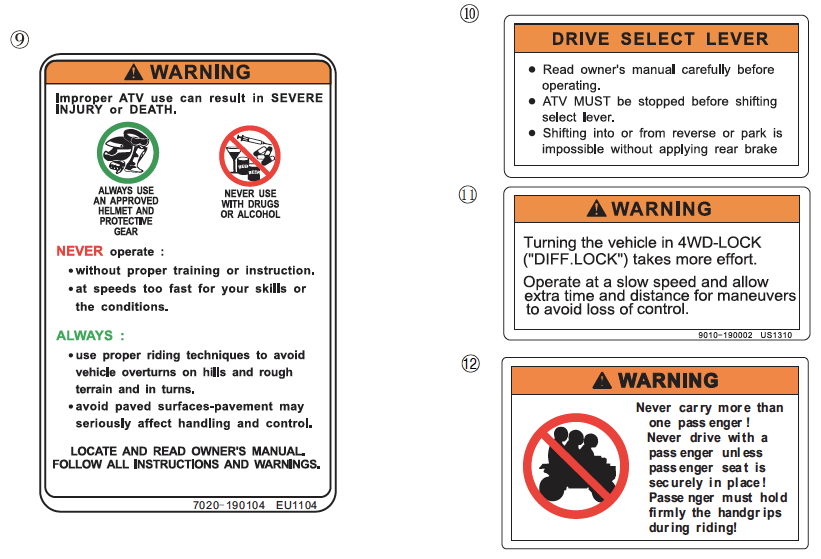 ⑨
⚠ WARNING
Improper ATV use can result in SEVERE
INJURY or DEATH.
ALWAYS USE
AN APPROVED
HELMET AND
PROTECTIVE
GEAR
NEVER USE
WITH DRUGS
OR ALCOHOL
NEVER operate :
•without proper training or instruction.
•at speeds too fast for your skills or
the conditions.
ALWAYS :
•use proper riding techniques to avoid
vehicle overturns on hills and rough
terrain and in turns.
•avoid paved surfaces-pavement may
seriously affect handling and control.
LOCATE AND READ OWNER'S MANUAL.
FOLLOW ALL INSTRUCTIONS AND WARNINGS.
7020-190104 EU1104
⑩
DRIVE SELECT LEVER
● Read owner's manual carefully before
operating.
● ATV MUST be stopped before shifting
select lever.
● Shifting into or from reverse or park is
impossible without applying rear brake
⑪
⚠ WARNING
Turning the vehicle in 4WD-LOCK
("DIFF.LOCK") takes more effort.
Operate at a slow speed and allow
extra time and distance for maneuvers
to avoid loss of control.
9010-190002 US1310
⑫
⚠ WARNING
Never carry more than
one passenger!
Never drive with a
passenger unless
passenger seat is
securely in place!
Passenger must hold
firmly the handgrips
during riding!